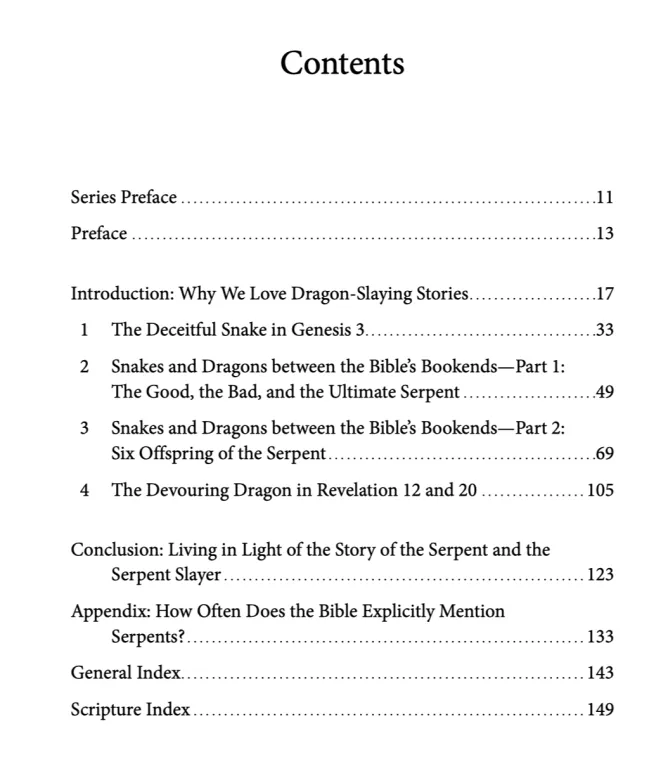 Contents
Series Preface 11
Preface 13
Introduction: Why We Love Dragon-Slaying Stories 17
1 The Deceitful Snake in Genesis 3 33
2 Snakes and Dragons between the Bible's Bookends—Part 1:
The Good, the Bad, and the Ultimate Serpent 49
3 Snakes and Dragons between the Bible's Bookends—Part 2:
Six Offspring of the Serpent 69
4 The Devouring Dragon in Revelation 12 and 20 105
Conclusion: Living in Light of the Story of the Serpent and the
Serpent Slayer 123
Appendix: How Often Does the Bible Explicitly Mention
Serpents? 133
General Index 143
Scripture Index 149